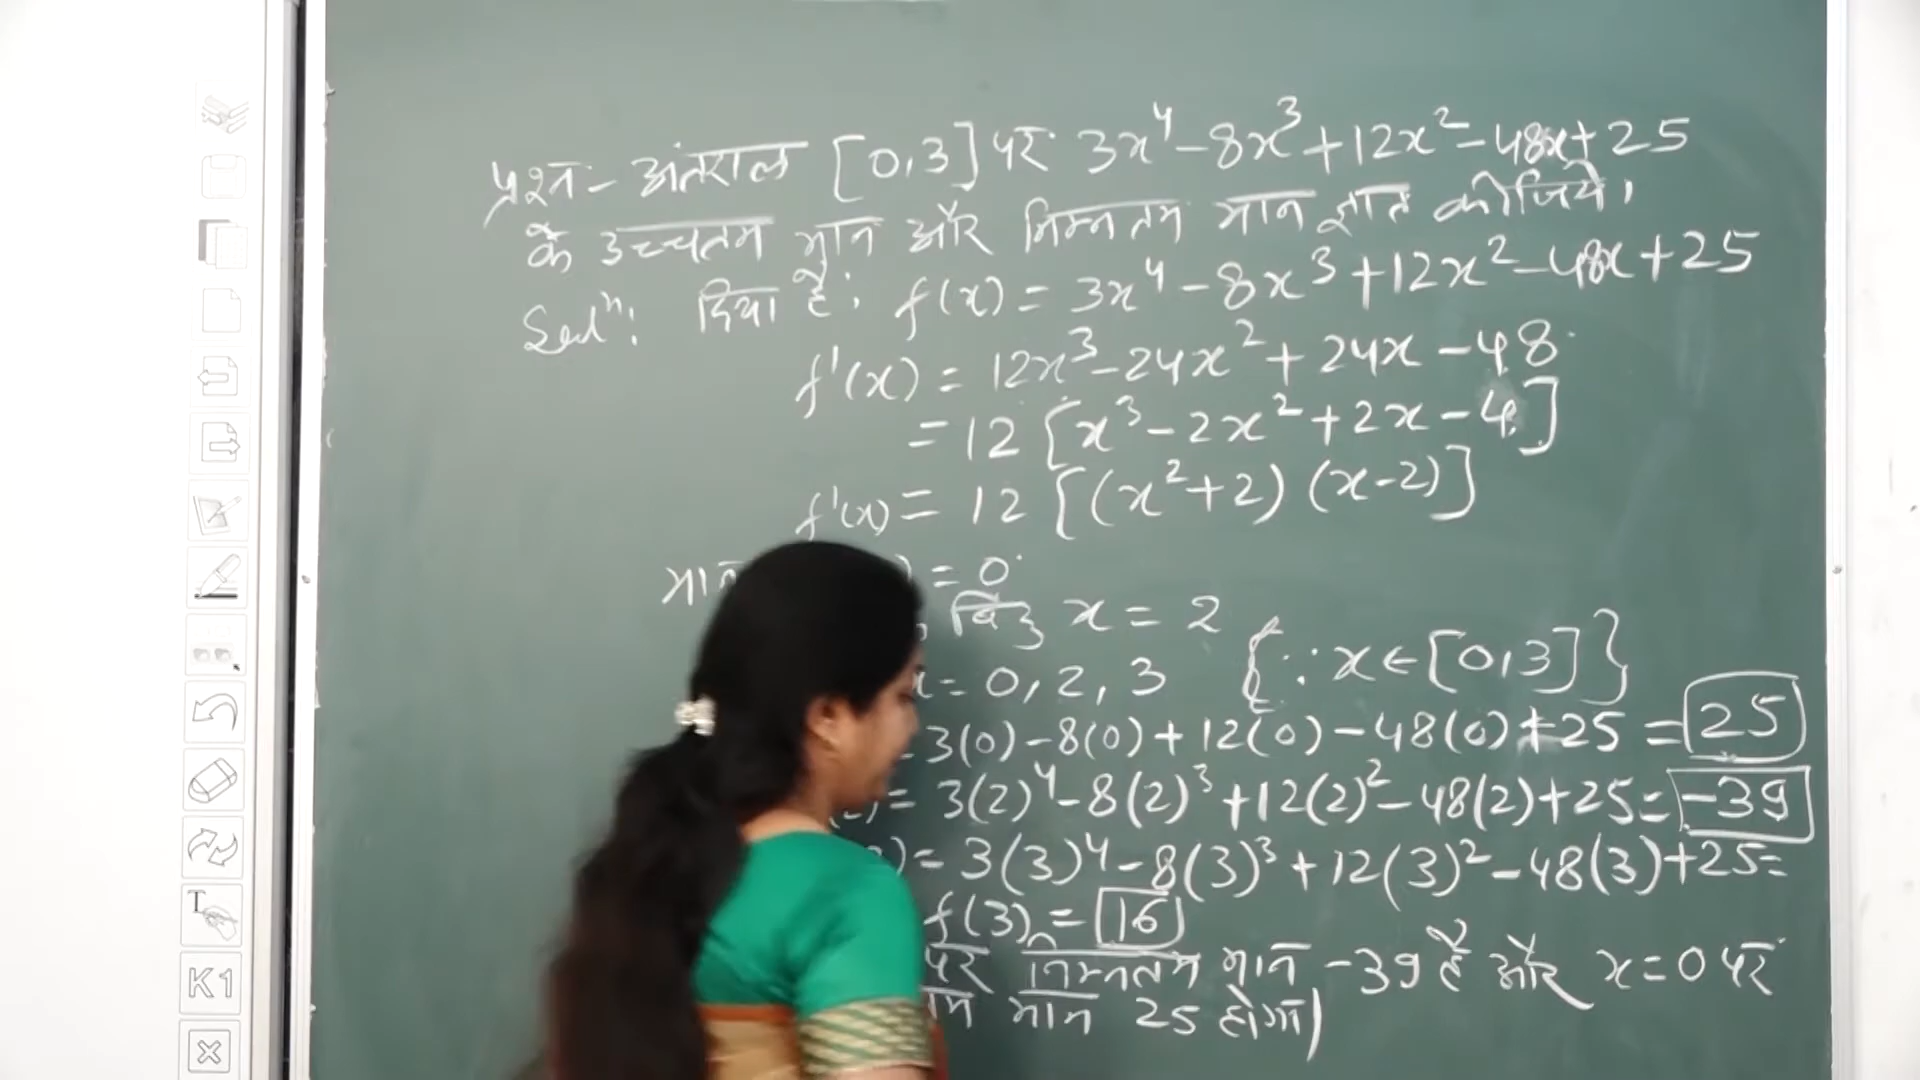 प्रश्न - अंतराल [0,3] पर 3x⁴-8x³+12x²-48x+25
के उच्चतम मान और निम्नतम मान ज्ञात कीजिये।
Solⁿ: दिया है: f(x) = 3x⁴-8x³+12x²-48x+25
f'(x) = 12x³-24x²+24x-48
= 12 [x³-2x²+2x-4]
f'(x) = 12 [(x²+2) (x-2)]
= 0
x = 2
x = 0, 2, 3 {∵ x∈[0,3]}
= 3(0)-8(0)+12(0)-48(0)+25 = 25
= 3(2)⁴-8(2)³+12(2)²-48(2)+25 = -39
) = 3(3)⁴-8(3)³+12(3)²-48(3)+25 =
f(3) = 16
पर निम्नतम मान -39 है और x = 0 पर
मान 25 होगा।
T
K1